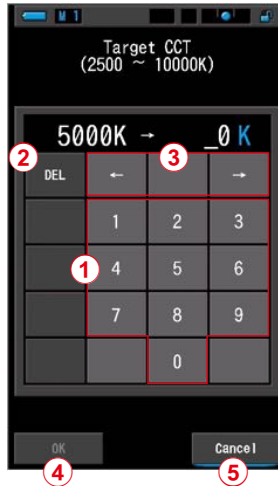 M 1
Target CCT
(2500 ~ 10000K)
5000K → _0 K
2
3
DEL ← →
1 2 3
1 4 5 6
7 8 9
0
OK Cancel
4 5